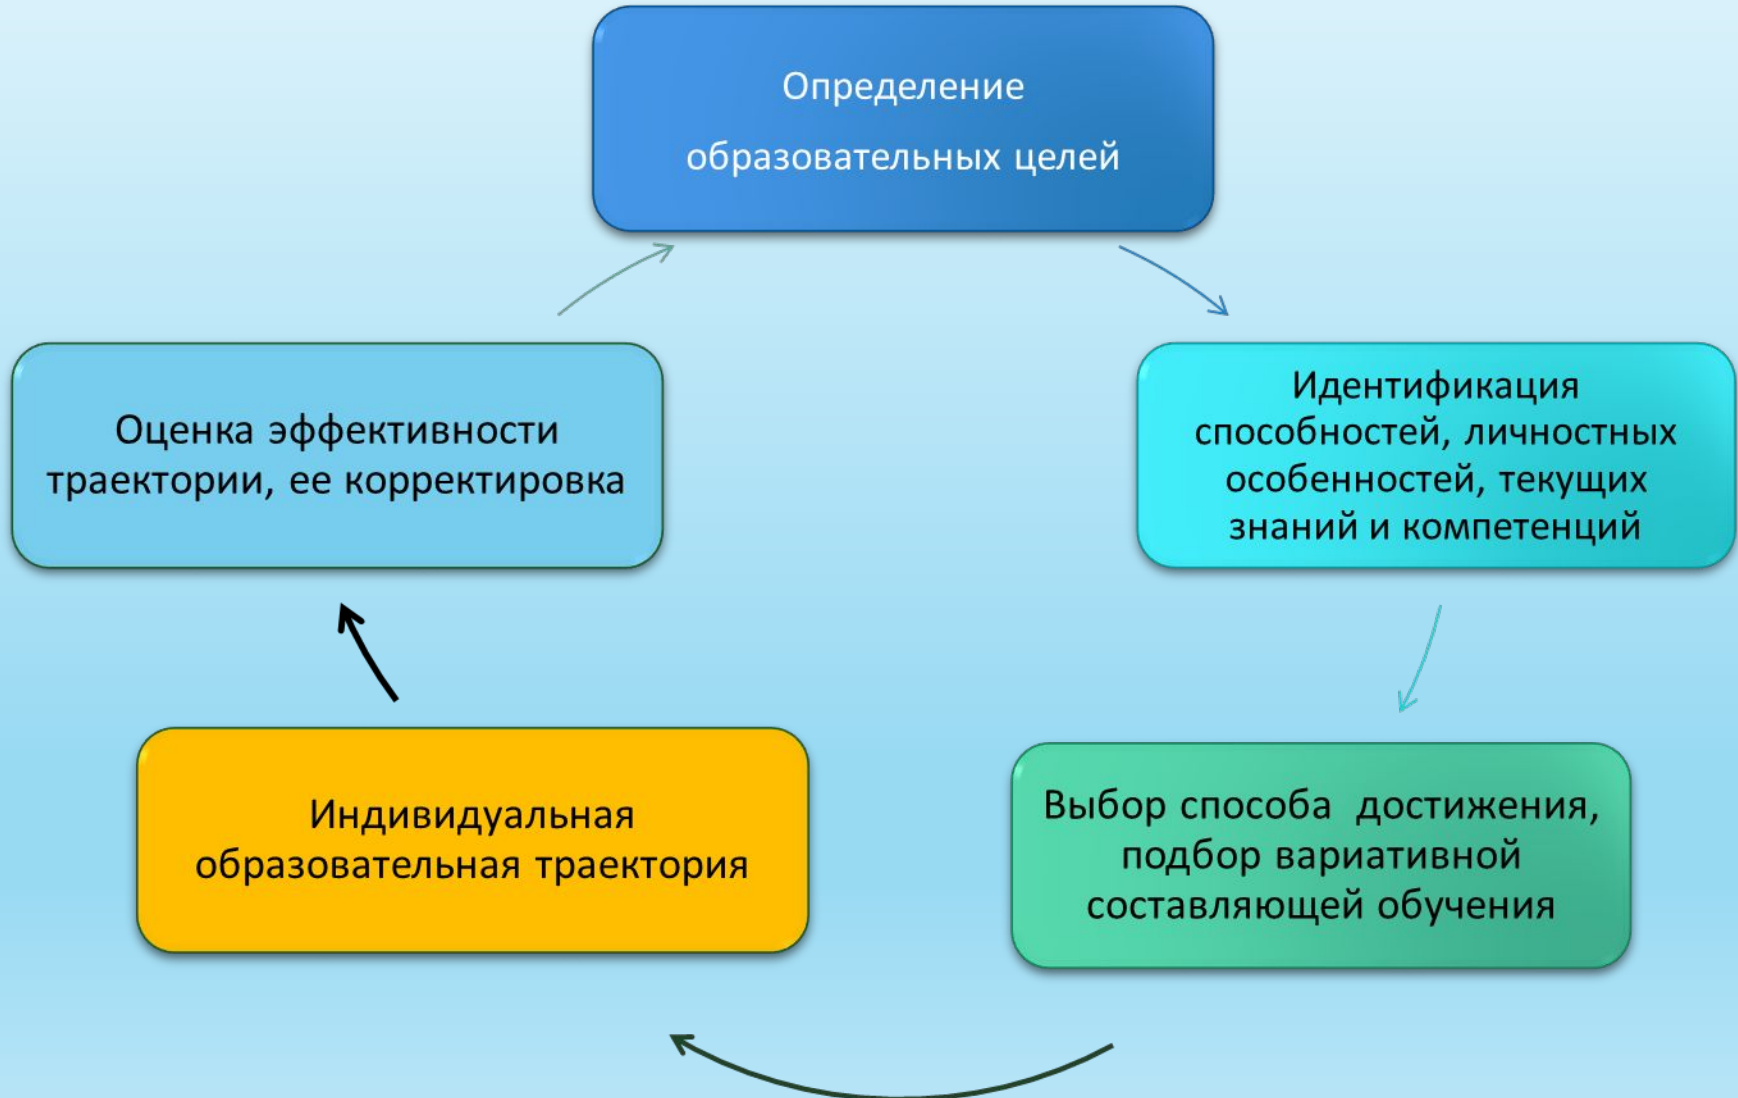 Определение
образовательных целей
Идентификация
способностей, личностных
особенностей, текущих
знаний и компетенций
Выбор способа достижения,
подбор вариативной
составляющей обучения
Индивидуальная
образовательная траектория
Оценка эффективности
траектории, ее корректировка